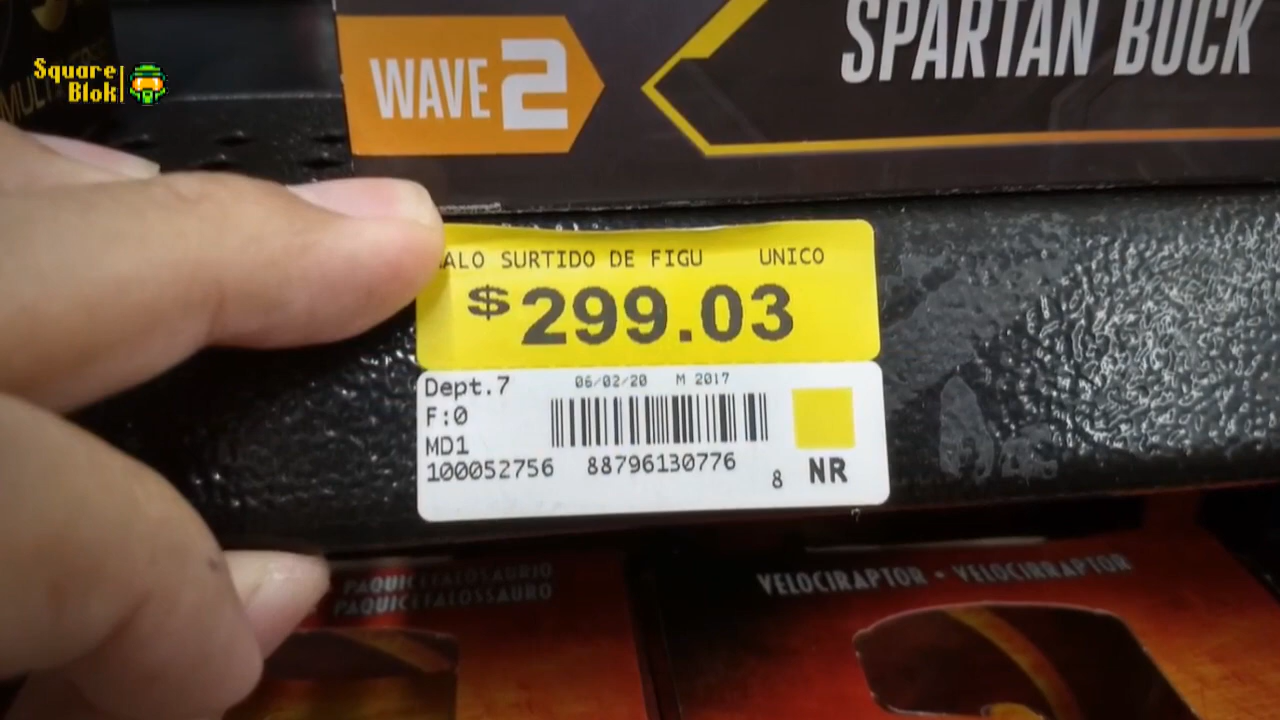 Square
Blok
WAVE 2
SPARTAN BUCK
ALO SURTIDO DE FIGU UNICO
$299.03
Dept.7 06/02/20 M 2017
F:0
MD1
100052756 88796130776 8 NR
PAQUICEFALOSAURIO
PAQUICEFALOSSAURO
VELOCIRAPTOR • VELOCIRRAPTOR